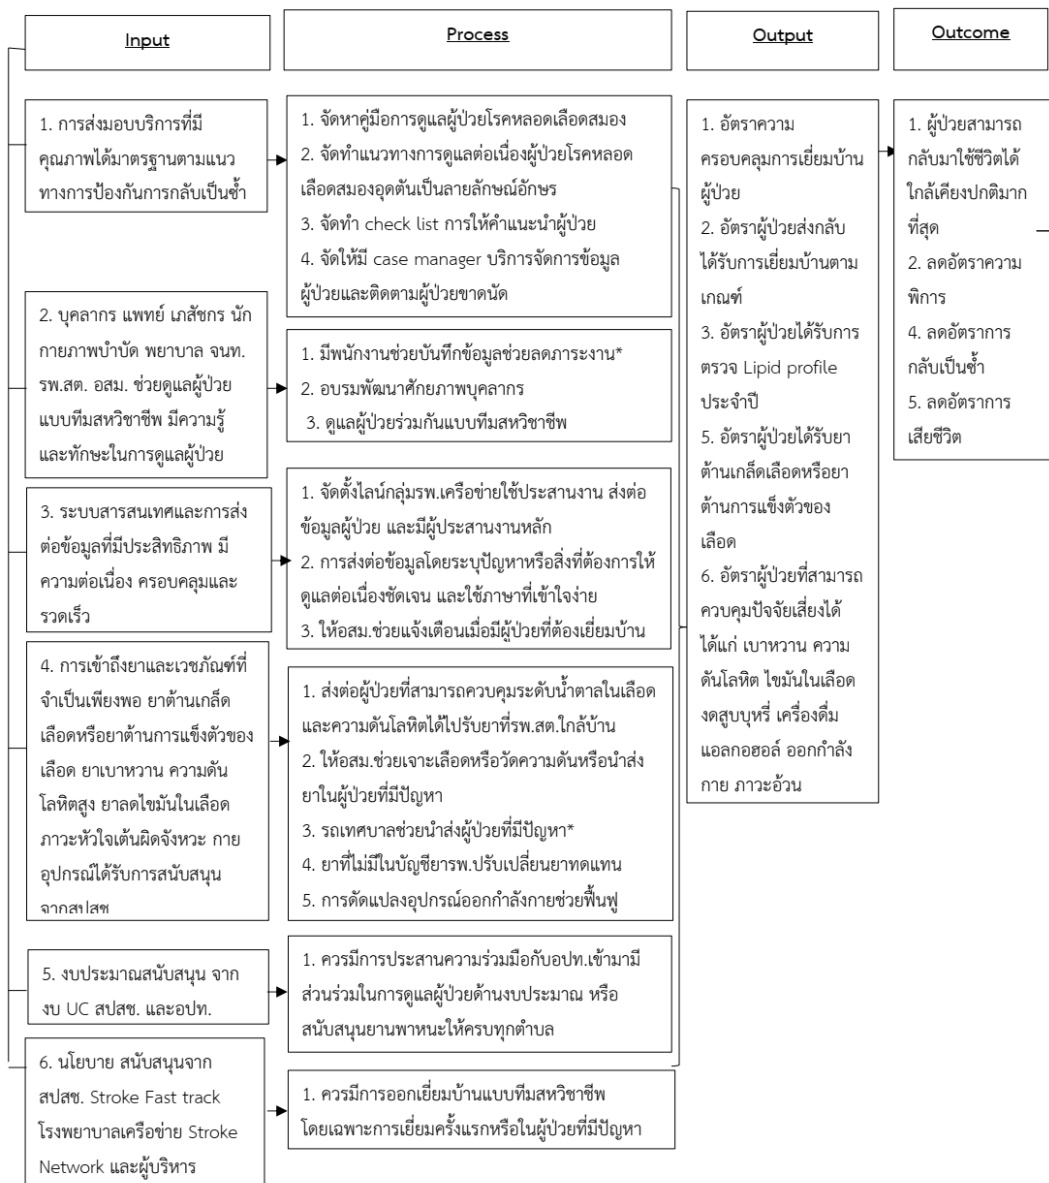 Input
Process
Output
Outcome
1. การส่งมอบบริการที่มี
คุณภาพได้มาตรฐานตามแนว
ทางการป้องกันการกลับเป็นซ้ำ
1. จัดหาคู่มือการดูแลผู้ป่วยโรคหลอดเลือดสมอง
2. จัดทำแนวทางการดูแลต่อเนื่องผู้ป่วยโรคหลอด
เลือดสมองอุดตันเป็นลายลักษณ์อักษร
3. จัดทำ check list การให้คำแนะนำผู้ป่วย
4. จัดให้มี case manager บริการจัดการข้อมูล
ผู้ป่วยและติดตามผู้ป่วยขาดนัด
2. บุคลากร แพทย์ เภสัชกร นัก
กายภาพบำบัด พยาบาล จนท.
รพ.สต. อสม. ช่วยดูแลผู้ป่วย
แบบทีมสหวิชาชีพ มีความรู้
และทักษะในการดูแลผู้ป่วย
1. มีพนักงานช่วยบันทึกข้อมูลช่วยลดภาระงาน*
2. อบรมพัฒนาศักยภาพบุคลากร
3. ดูแลผู้ป่วยร่วมกันแบบทีมสหวิชาชีพ
3. ระบบสารสนเทศและการส่ง
ต่อข้อมูลที่มีประสิทธิภาพ มี
ความต่อเนื่อง ครอบคลุมและ
รวดเร็ว
1. จัดตั้งไลน์กลุ่มรพ.เครือข่ายใช้ประสานงาน ส่งต่อ
ข้อมูลผู้ป่วย และมีผู้ประสานงานหลัก
2. การส่งต่อข้อมูลโดยระบุปัญหาหรือสิ่งที่ต้องการให้
ดูแลต่อเนื่องชัดเจน และใช้ภาษาที่เข้าใจง่าย
3. ให้อสม.ช่วยแจ้งเตือนเมื่อมีผู้ป่วยที่ต้องเยี่ยมบ้าน
4. การเข้าถึงยาและเวชภัณฑ์ที่
จำเป็นเพียงพอ ยาต้านเกล็ด
เลือดหรือยาต้านการแข็งตัวของ
เลือด ยาเบาหวาน ความดัน
โลหิตสูง ยาลดไขมันในเลือด
ภาวะหัวใจเต้นผิดจังหวะ กาย
อุปกรณ์ได้รับการสนับสนุน
จากสปสช
1. ส่งต่อผู้ป่วยที่สามารถควบคุมระดับน้ำตาลในเลือด
และความดันโลหิตได้ไปรับยาที่รพ.สต.ใกล้บ้าน
2. ให้อสม.ช่วยเจาะเลือดหรือวัดความดันหรือนำส่ง
ยาในผู้ป่วยที่มีปัญหา
3. รถเทศบาลช่วยนำส่งผู้ป่วยที่มีปัญหา*
4. ยาที่ไม่มีในบัญชียารพ.ปรับเปลี่ยนยาทดแทน
5. การดัดแปลงอุปกรณ์ออกกำลังกายช่วยฟื้นฟู
5. งบประมาณสนับสนุน จาก
งบ UC สปสช. และอปท.
1. ควรมีการประสานความร่วมมือกับอปท.เข้ามามี
ส่วนร่วมในการดูแลผู้ป่วยด้านงบประมาณ หรือ
สนับสนุนยานพาหนะให้ครบทุกตำบล
6. นโยบาย สนับสนุนจาก
สปสช. Stroke Fast track
โรงพยาบาลเครือข่าย Stroke
Network และผู้บริหาร
1. ควรมีการออกเยี่ยมบ้านแบบทีมสหวิชาชีพ
โดยเฉพาะการเยี่ยมครั้งแรกหรือในผู้ป่วยที่มีปัญหา
1. อัตราความ
ครอบคลุมการเยี่ยมบ้าน
ผู้ป่วย
2. อัตราผู้ป่วยส่งกลับ
ได้รับการเยี่ยมบ้านตาม
เกณฑ์
3. อัตราผู้ป่วยได้รับการ
ตรวจ Lipid profile
ประจำปี
5. อัตราผู้ป่วยได้รับยา
ต้านเกล็ดเลือดหรือยา
ต้านการแข็งตัวของ
เลือด
6. อัตราผู้ป่วยที่สามารถ
ควบคุมปัจจัยเสี่ยงได้
ได้แก่ เบาหวาน ความ
ดันโลหิต ไขมันในเลือด
งดสูบบุหรี่ เครื่องดื่ม
แอลกอฮอล์ ออกกำลัง
กาย ภาวะอ้วน
1. ผู้ป่วยสามารถ
กลับมาใช้ชีวิตได้
ใกล้เคียงปกติมาก
ที่สุด
2. ลดอัตราความ
พิการ
4. ลดอัตราการ
กลับเป็นซ้ำ
5. ลดอัตราการ
เสียชีวิต